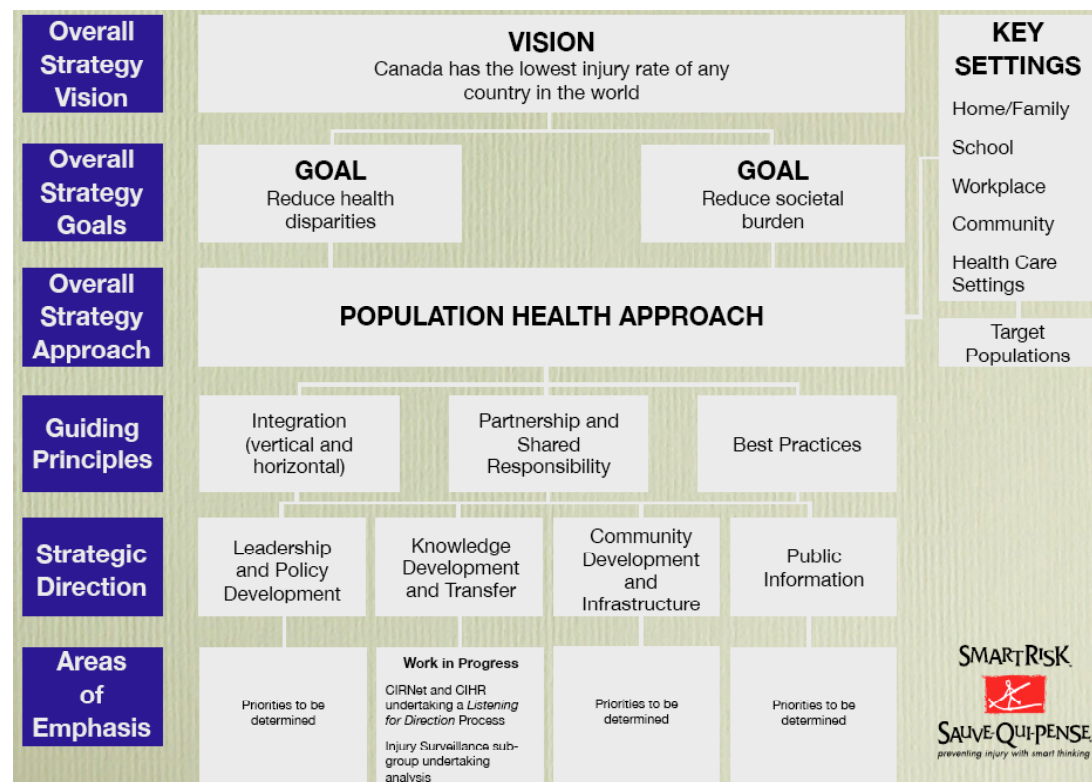 Overall
Strategy
Vision
VISION
Canada has the lowest injury rate of any
country in the world
KEY
SETTINGS
Home/Family
School
Workplace
Community
Health Care
Settings
Target
Populations
Overall
Strategy
Goals
GOAL
Reduce health
disparities
GOAL
Reduce societal
burden
Overall
Strategy
Approach
POPULATION HEALTH APPROACH
Guiding
Principles
Integration
(vertical and
horizontal)
Partnership and
Shared
Responsibility
Best Practices
Strategic
Direction
Leadership
and Policy
Development
Knowledge
Development
and Transfer
Community
Development
and
Infrastructure
Public
Information
Areas
of
Emphasis
Priorities to be
determined
Work in Progress
CIRNet and CIHR
undertaking a Listening
for Direction Process
Injury Surveillance sub-
group undertaking
analysis
Priorities to be
determined
Priorities to be
determined
SMARTRISK
SAUVE-QUI-PENSE
preventing injury with smart thinking